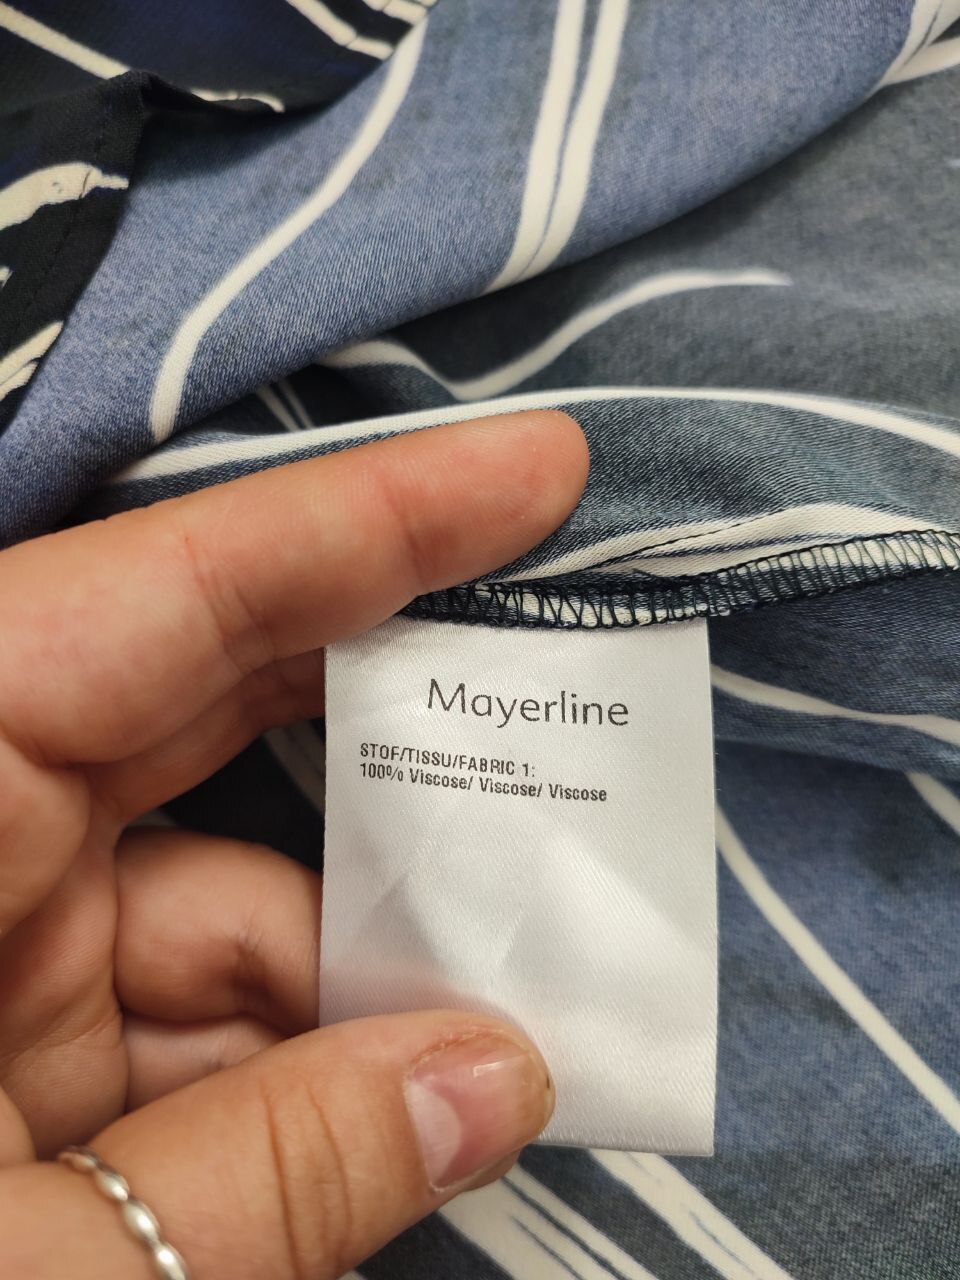 Mayerline
STOF/TISSU/FABRIC 1:
100% Viscose/ Viscose/ Viscose